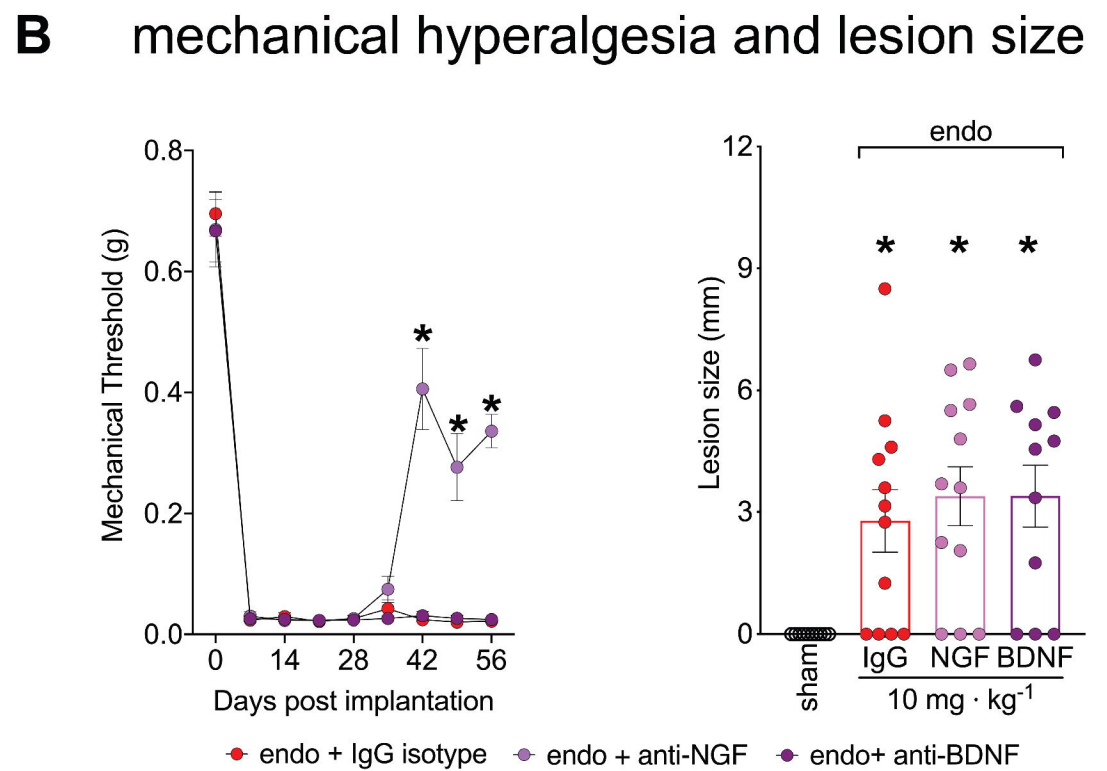 B mechanical hyperalgesia and lesion size
Mechanical Threshold (g)
0.8
0.6
0.4
0.2
0.0
* * *
0 14 28 42 56
Days post implantation
Lesion size (mm)
12
9
6
3
0
endo
* * *
sham IgG NGF BDNF
10 mg · kg⁻¹
endo + IgG isotype endo + anti-NGF endo+ anti-BDNF